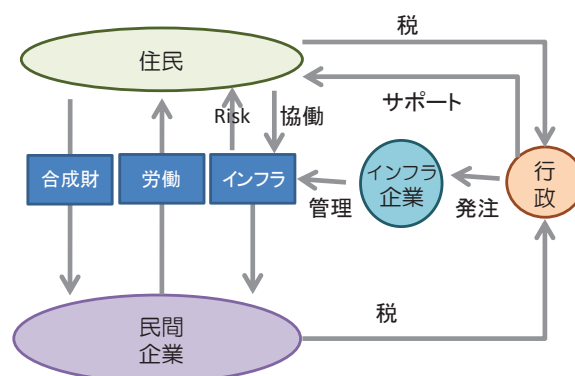 税
住民
サポート
Risk
協働
合成財
労働
インフラ
インフラ
企業
行
政
管理
発注
民間
企業
税